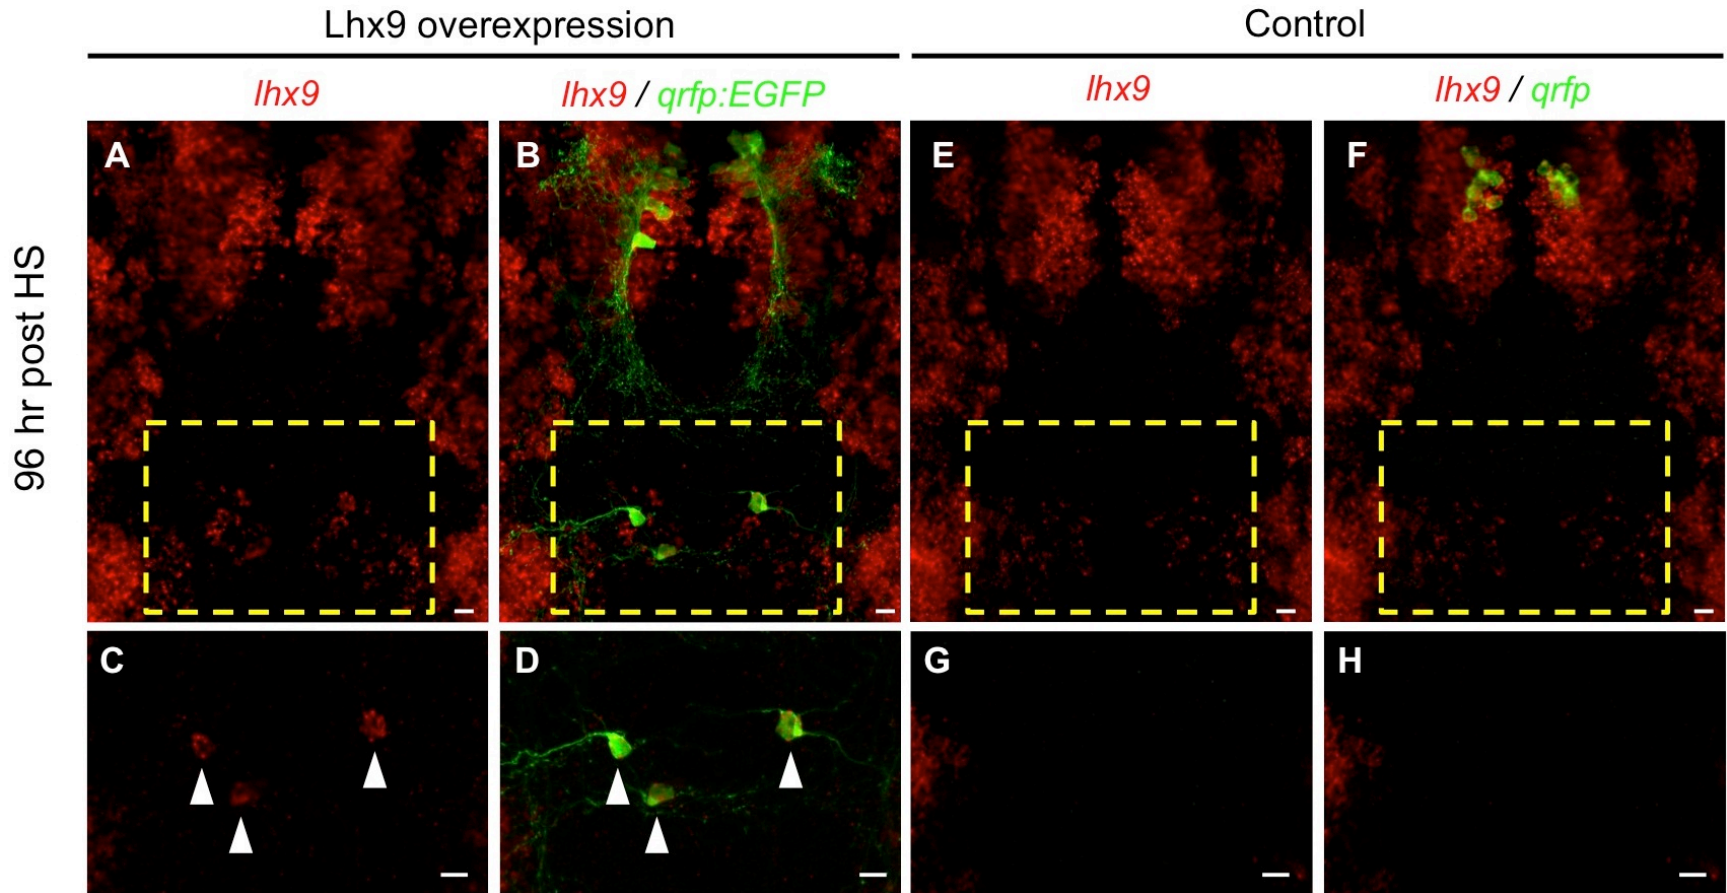 Lhx9 overexpression
Control
lhx9
lhx9 / qrfp:EGFP
lhx9
lhx9 / qrfp
96 hr post HS
A
B
E
F
C
D
G
H